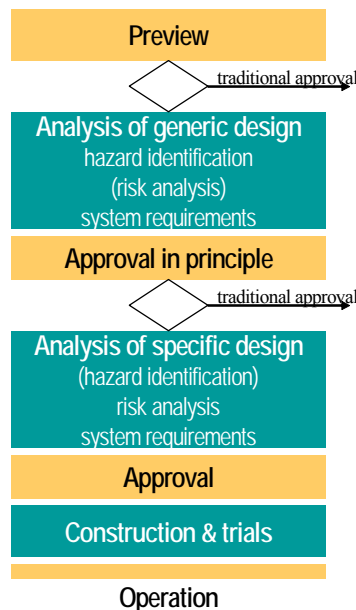 Preview
traditional approval
Analysis of generic design
hazard identification
(risk analysis)
system requirements
Approval in principle
traditional approval
Analysis of specific design
(hazard identification)
risk analysis
system requirements
Approval
Construction & trials
Operation